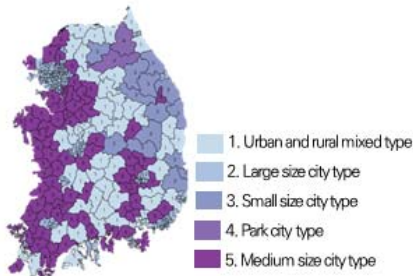 1. Urban and rural mixed type
2. Large size city type
3. Small size city type
4. Park city type
5. Medium size city type